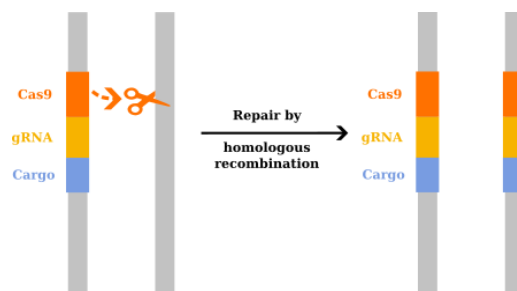 Cas9
gRNA
Cargo
Repair by
homologous
recombination
Cas9
gRNA
Cargo